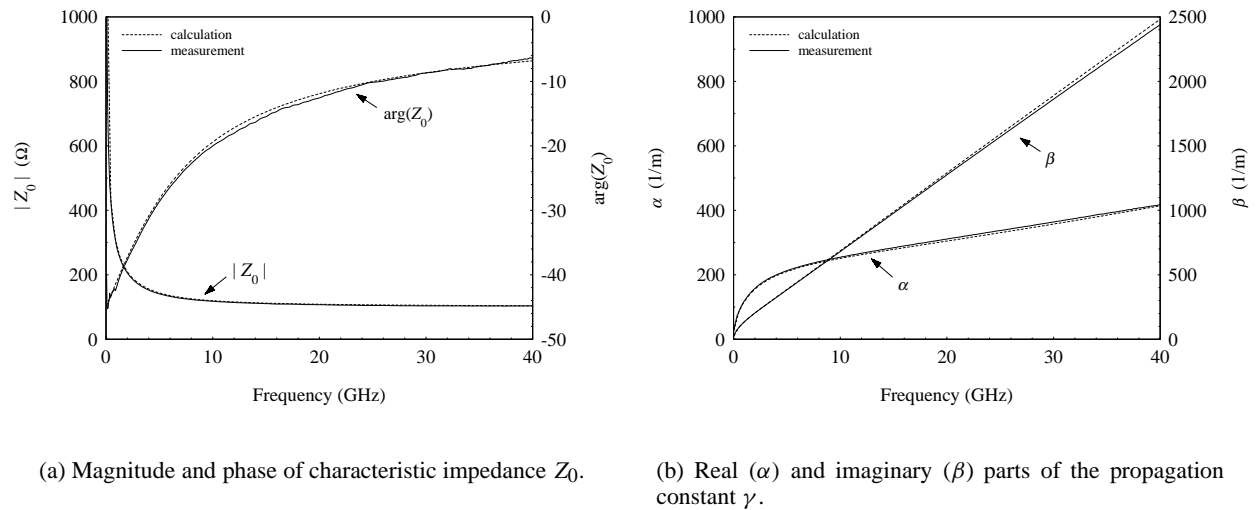 calculation
measurement
1000
800
600
400
200
0
|Z0| (Ω)
0
-10
-20
-30
-40
-50
arg(Z0)
arg(Z0)
|Z0|
0
10
20
30
40
Frequency (GHz)
calculation
measurement
1000
800
600
400
200
0
α (1/m)
2500
2000
1500
1000
500
0
β (1/m)
β
α
0
10
20
30
40
Frequency (GHz)
(a) Magnitude and phase of characteristic impedance Z0.
(b) Real (α) and imaginary (β) parts of the propagation
constant γ.